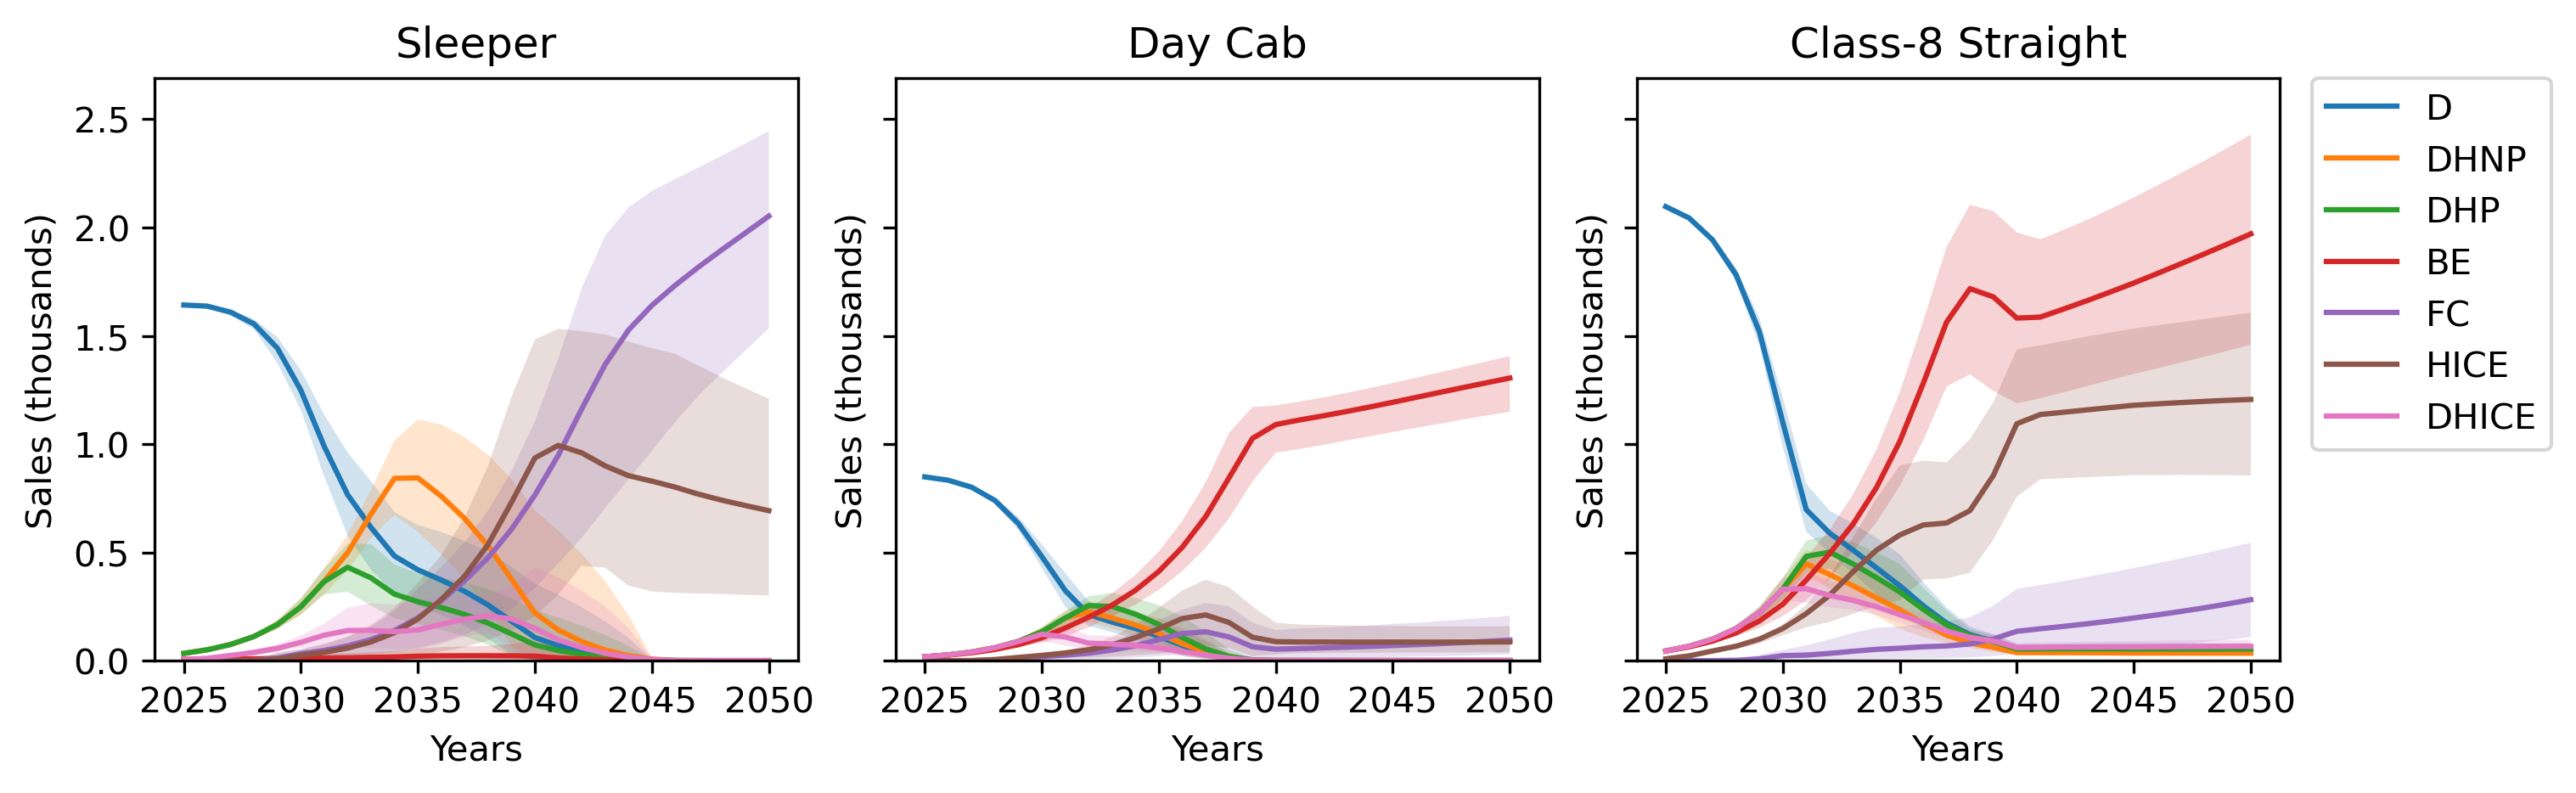 Sleeper
Day Cab
Class-8 Straight
Sales (thousands)
2.5
2.0
1.5
1.0
0.5
0.0
2025 2030 2035 2040 2045 2050
Years
Sales (thousands)
2025 2030 2035 2040 2045 2050
Years
Sales (thousands)
2025 2030 2035 2040 2045 2050
Years
D
DHNP
DHP
BE
FC
HICE
DHICE